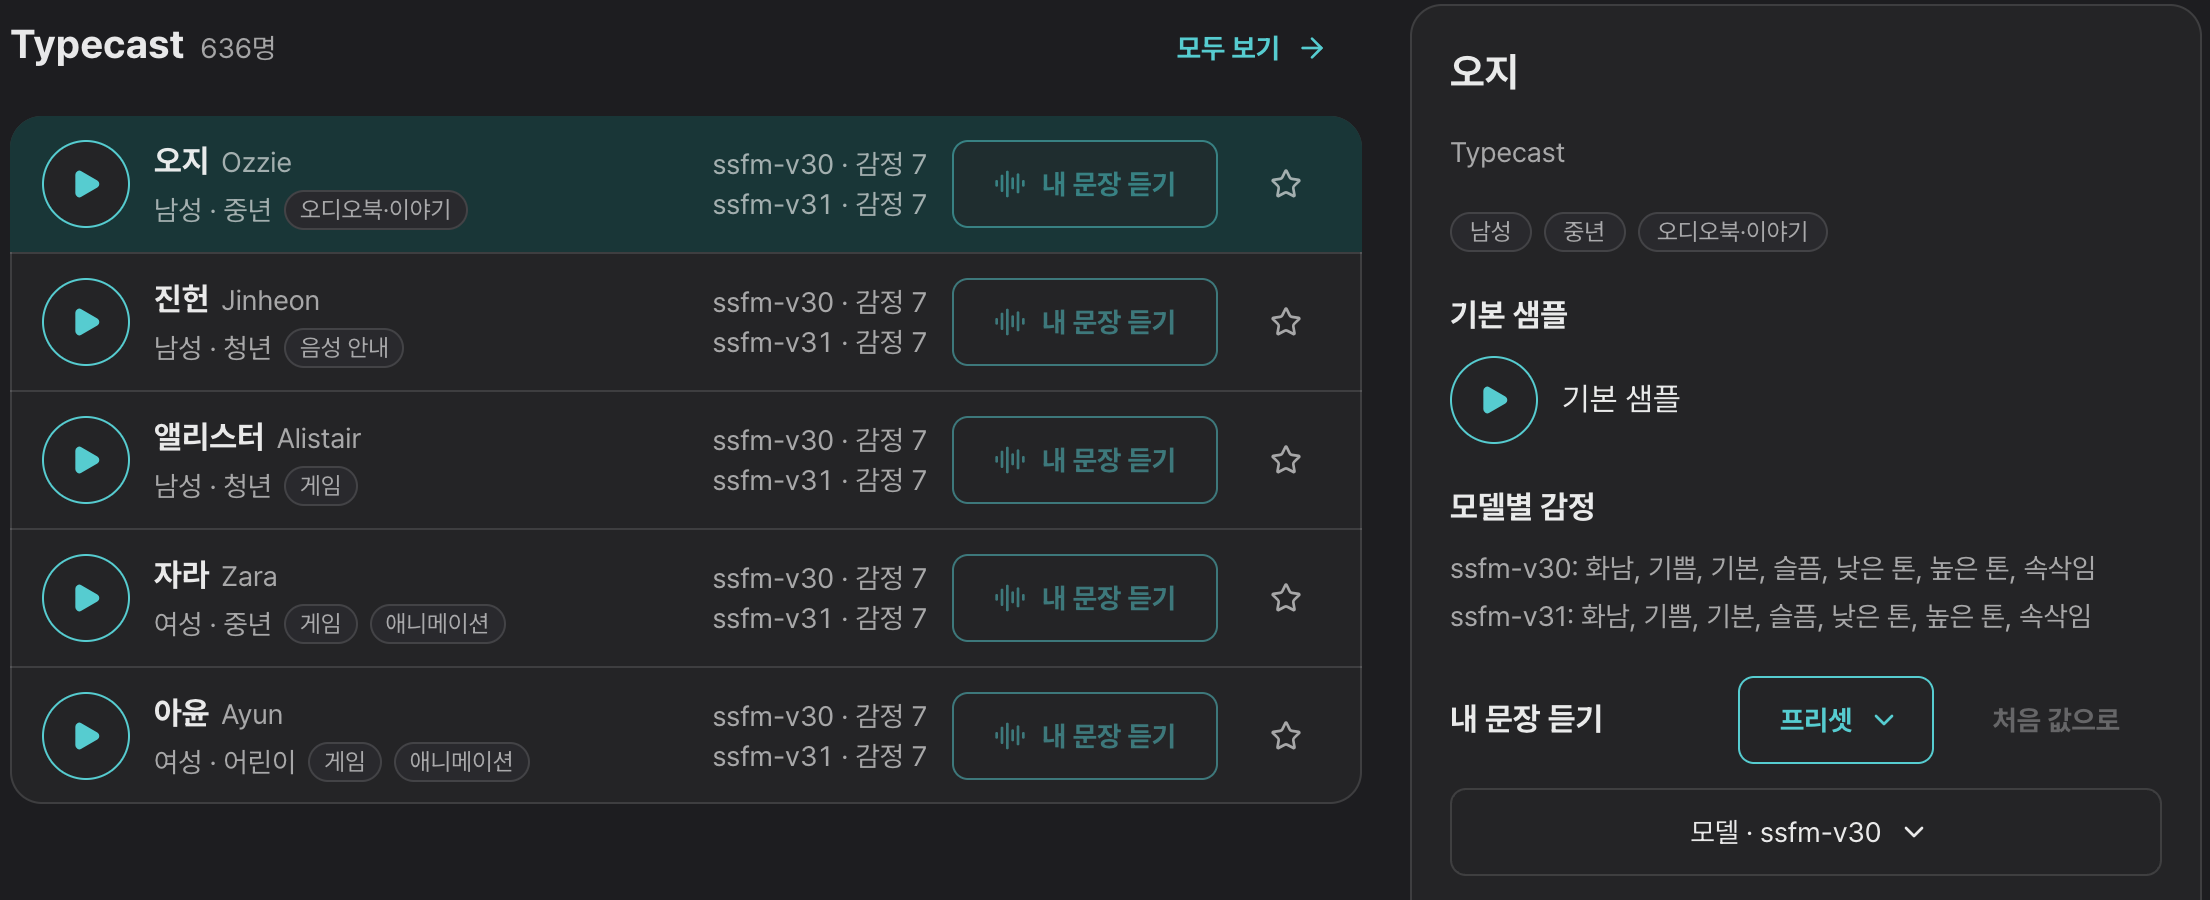 Typecast 636명
모두 보기
오지 Ozzie
남성 · 중년 오디오북·이야기
ssfm-v30 · 감정 7
ssfm-v31 · 감정 7
내 문장 듣기
진헌 Jinheon
남성 · 청년 음성 안내
ssfm-v30 · 감정 7
ssfm-v31 · 감정 7
내 문장 듣기
앨리스터 Alistair
남성 · 청년 게임
ssfm-v30 · 감정 7
ssfm-v31 · 감정 7
내 문장 듣기
자라 Zara
여성 · 중년 게임 애니메이션
ssfm-v30 · 감정 7
ssfm-v31 · 감정 7
내 문장 듣기
아윤 Ayun
여성 · 어린이 게임 애니메이션
ssfm-v30 · 감정 7
ssfm-v31 · 감정 7
내 문장 듣기
오지
Typecast
남성 중년 오디오북·이야기
기본 샘플
기본 샘플
모델별 감정
ssfm-v30: 화남, 기쁨, 기본, 슬픔, 낮은 톤, 높은 톤, 속삭임
ssfm-v31: 화남, 기쁨, 기본, 슬픔, 낮은 톤, 높은 톤, 속삭임
내 문장 듣기 프리셋 처음 값으로
모델 · ssfm-v30